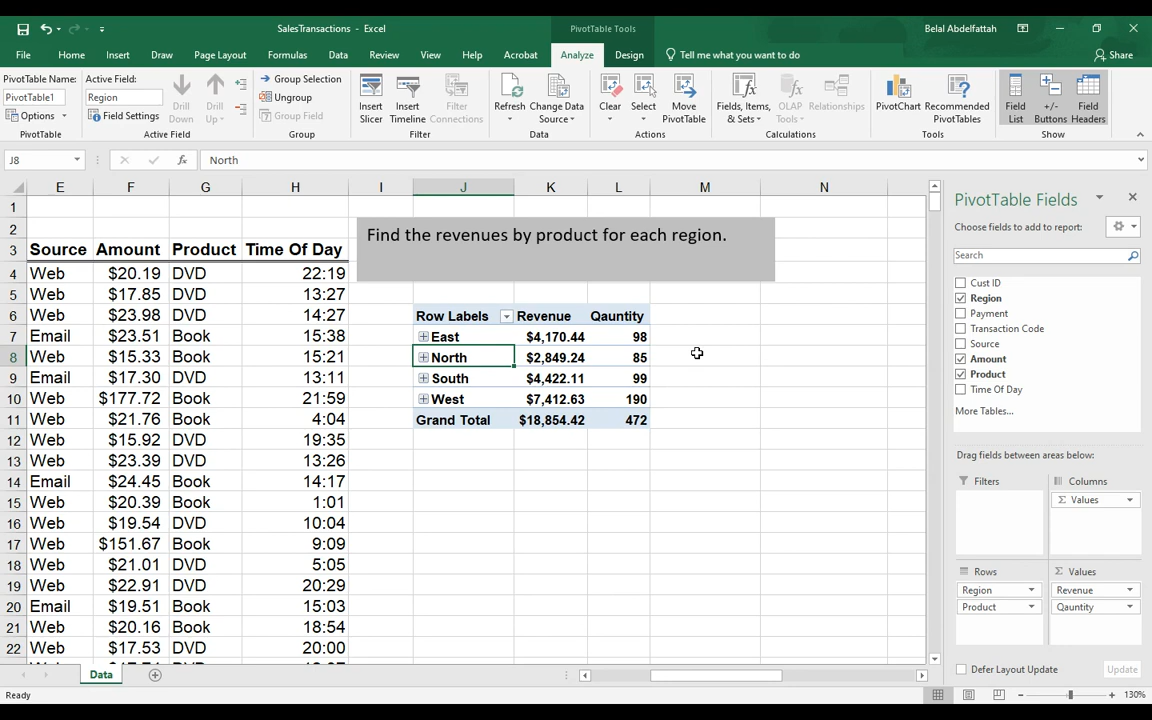 SalesTransactions - Excel
PivotTable Tools
Belal Abdelfattah
File Home Insert Draw Page Layout Formulas Data Review View Help Acrobat Analyze Design Tell me what you want to do Share
PivotTable Name:
PivotTable1
Options
PivotTable
Active Field:
Region
Field Settings
Drill Down
Drill Up
Active Field
Group Selection
Ungroup
Group Field
Group
Insert Slicer
Insert Timeline
Filter Connections
Filter
Refresh
Change Data Source
Data
Clear
Select
Move PivotTable
Actions
Fields, Items, & Sets
OLAP Tools
Relationships
Calculations
PivotChart
Recommended PivotTables
Tools
Field List
+/- Buttons
Field Headers
Show
J8 fx North
E F G H I J K L M N
1
2
3 Source Amount Product Time Of Day
4 Web $20.19 DVD 22:19
5 Web $17.85 DVD 13:27
6 Web $23.98 DVD 14:27
7 Email $23.51 Book 15:38
8 Web $15.33 Book 15:21
9 Email $17.30 DVD 13:11
10 Web $177.72 Book 21:59
11 Web $21.76 Book 4:04
12 Web $15.92 DVD 19:35
13 Web $23.39 DVD 13:26
14 Email $24.45 Book 14:17
15 Web $20.39 Book 1:01
16 Web $19.54 DVD 10:04
17 Web $151.67 Book 9:09
18 Web $21.01 DVD 5:05
19 Web $22.91 DVD 20:29
20 Email $19.51 Book 15:03
21 Web $20.16 Book 18:54
22 Web $17.53 DVD 20:00
Find the revenues by product for each region.
Row Labels Revenue Qauntity
East $4,170.44 98
North $2,849.24 85
South $4,422.11 99
West $7,412.63 190
Grand Total $18,854.42 472
PivotTable Fields
Choose fields to add to report:
Search
Cust ID
Region
Payment
Transaction Code
Source
Amount
Product
Time Of Day
More Tables...
Drag fields between areas below:
Filters
Columns
Σ Values
Rows
Region
Product
Σ Values
Revenue
Qauntity
Defer Layout Update Update
Data
Ready
130%